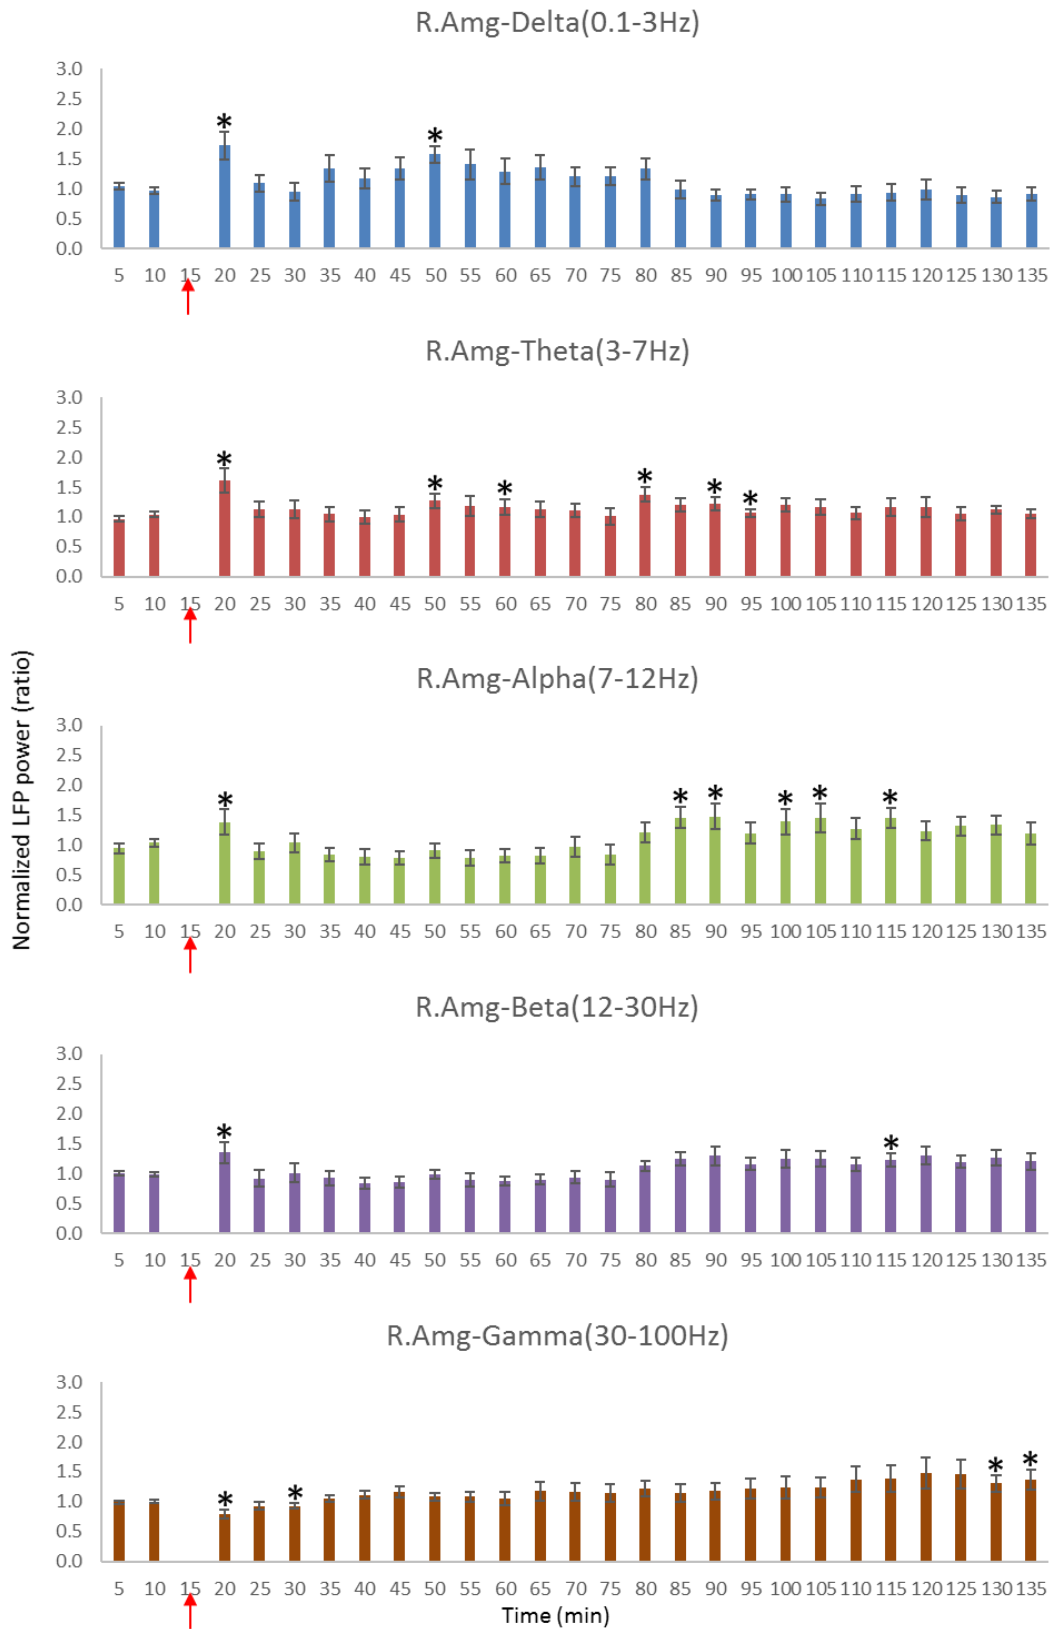 R.Amg-Delta(0.1-3Hz)
3.0
2.5
2.0
1.5
1.0
0.5
0.0
* *
5 10 15 20 25 30 35 40 45 50 55 60 65 70 75 80 85 90 95 100 105 110 115 120 125 130 135
R.Amg-Theta(3-7Hz)
3.0
2.5
2.0
1.5
1.0
0.5
0.0
* * * * * *
5 10 15 20 25 30 35 40 45 50 55 60 65 70 75 80 85 90 95 100 105 110 115 120 125 130 135
R.Amg-Alpha(7-12Hz)
Normalized LFP power (ratio)
3.0
2.5
2.0
1.5
1.0
0.5
0.0
* * * * * *
5 10 15 20 25 30 35 40 45 50 55 60 65 70 75 80 85 90 95 100 105 110 115 120 125 130 135
R.Amg-Beta(12-30Hz)
3.0
2.5
2.0
1.5
1.0
0.5
0.0
* *
5 10 15 20 25 30 35 40 45 50 55 60 65 70 75 80 85 90 95 100 105 110 115 120 125 130 135
R.Amg-Gamma(30-100Hz)
3.0
2.5
2.0
1.5
1.0
0.5
0.0
* * * *
5 10 15 20 25 30 35 40 45 50 55 60 65 70 75 80 85 90 95 100 105 110 115 120 125 130 135
Time (min)